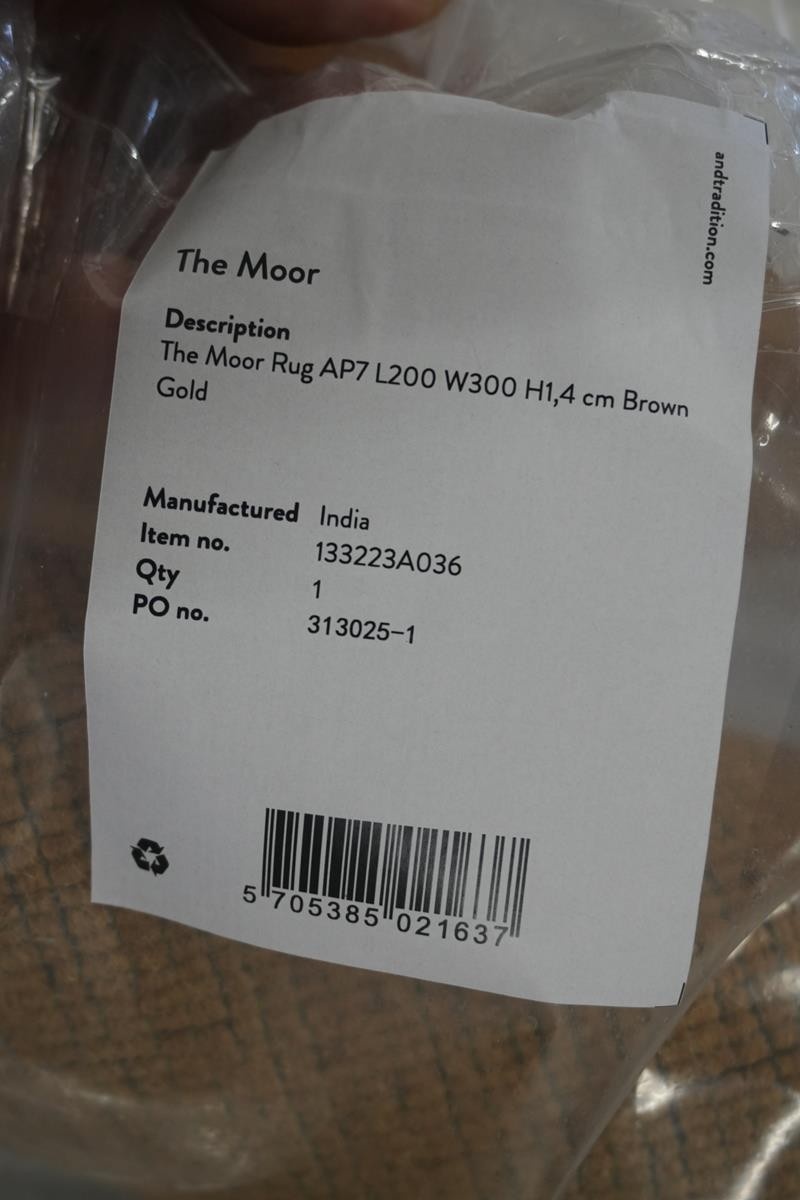 andtradition.com
The Moor
Description
The Moor Rug AP7 L200 W300 H1,4 cm Brown
Gold
Manufactured India
Item no. 133223A036
Qty 1
PO no. 313025-1
5 705385 021637